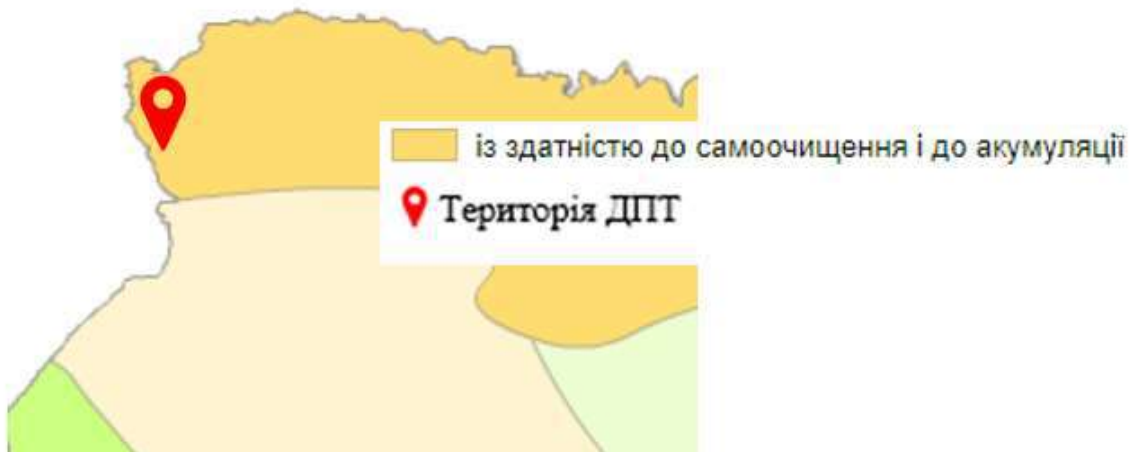 із здатністю до самоочищення і до акумуляції
Територія ДПТ